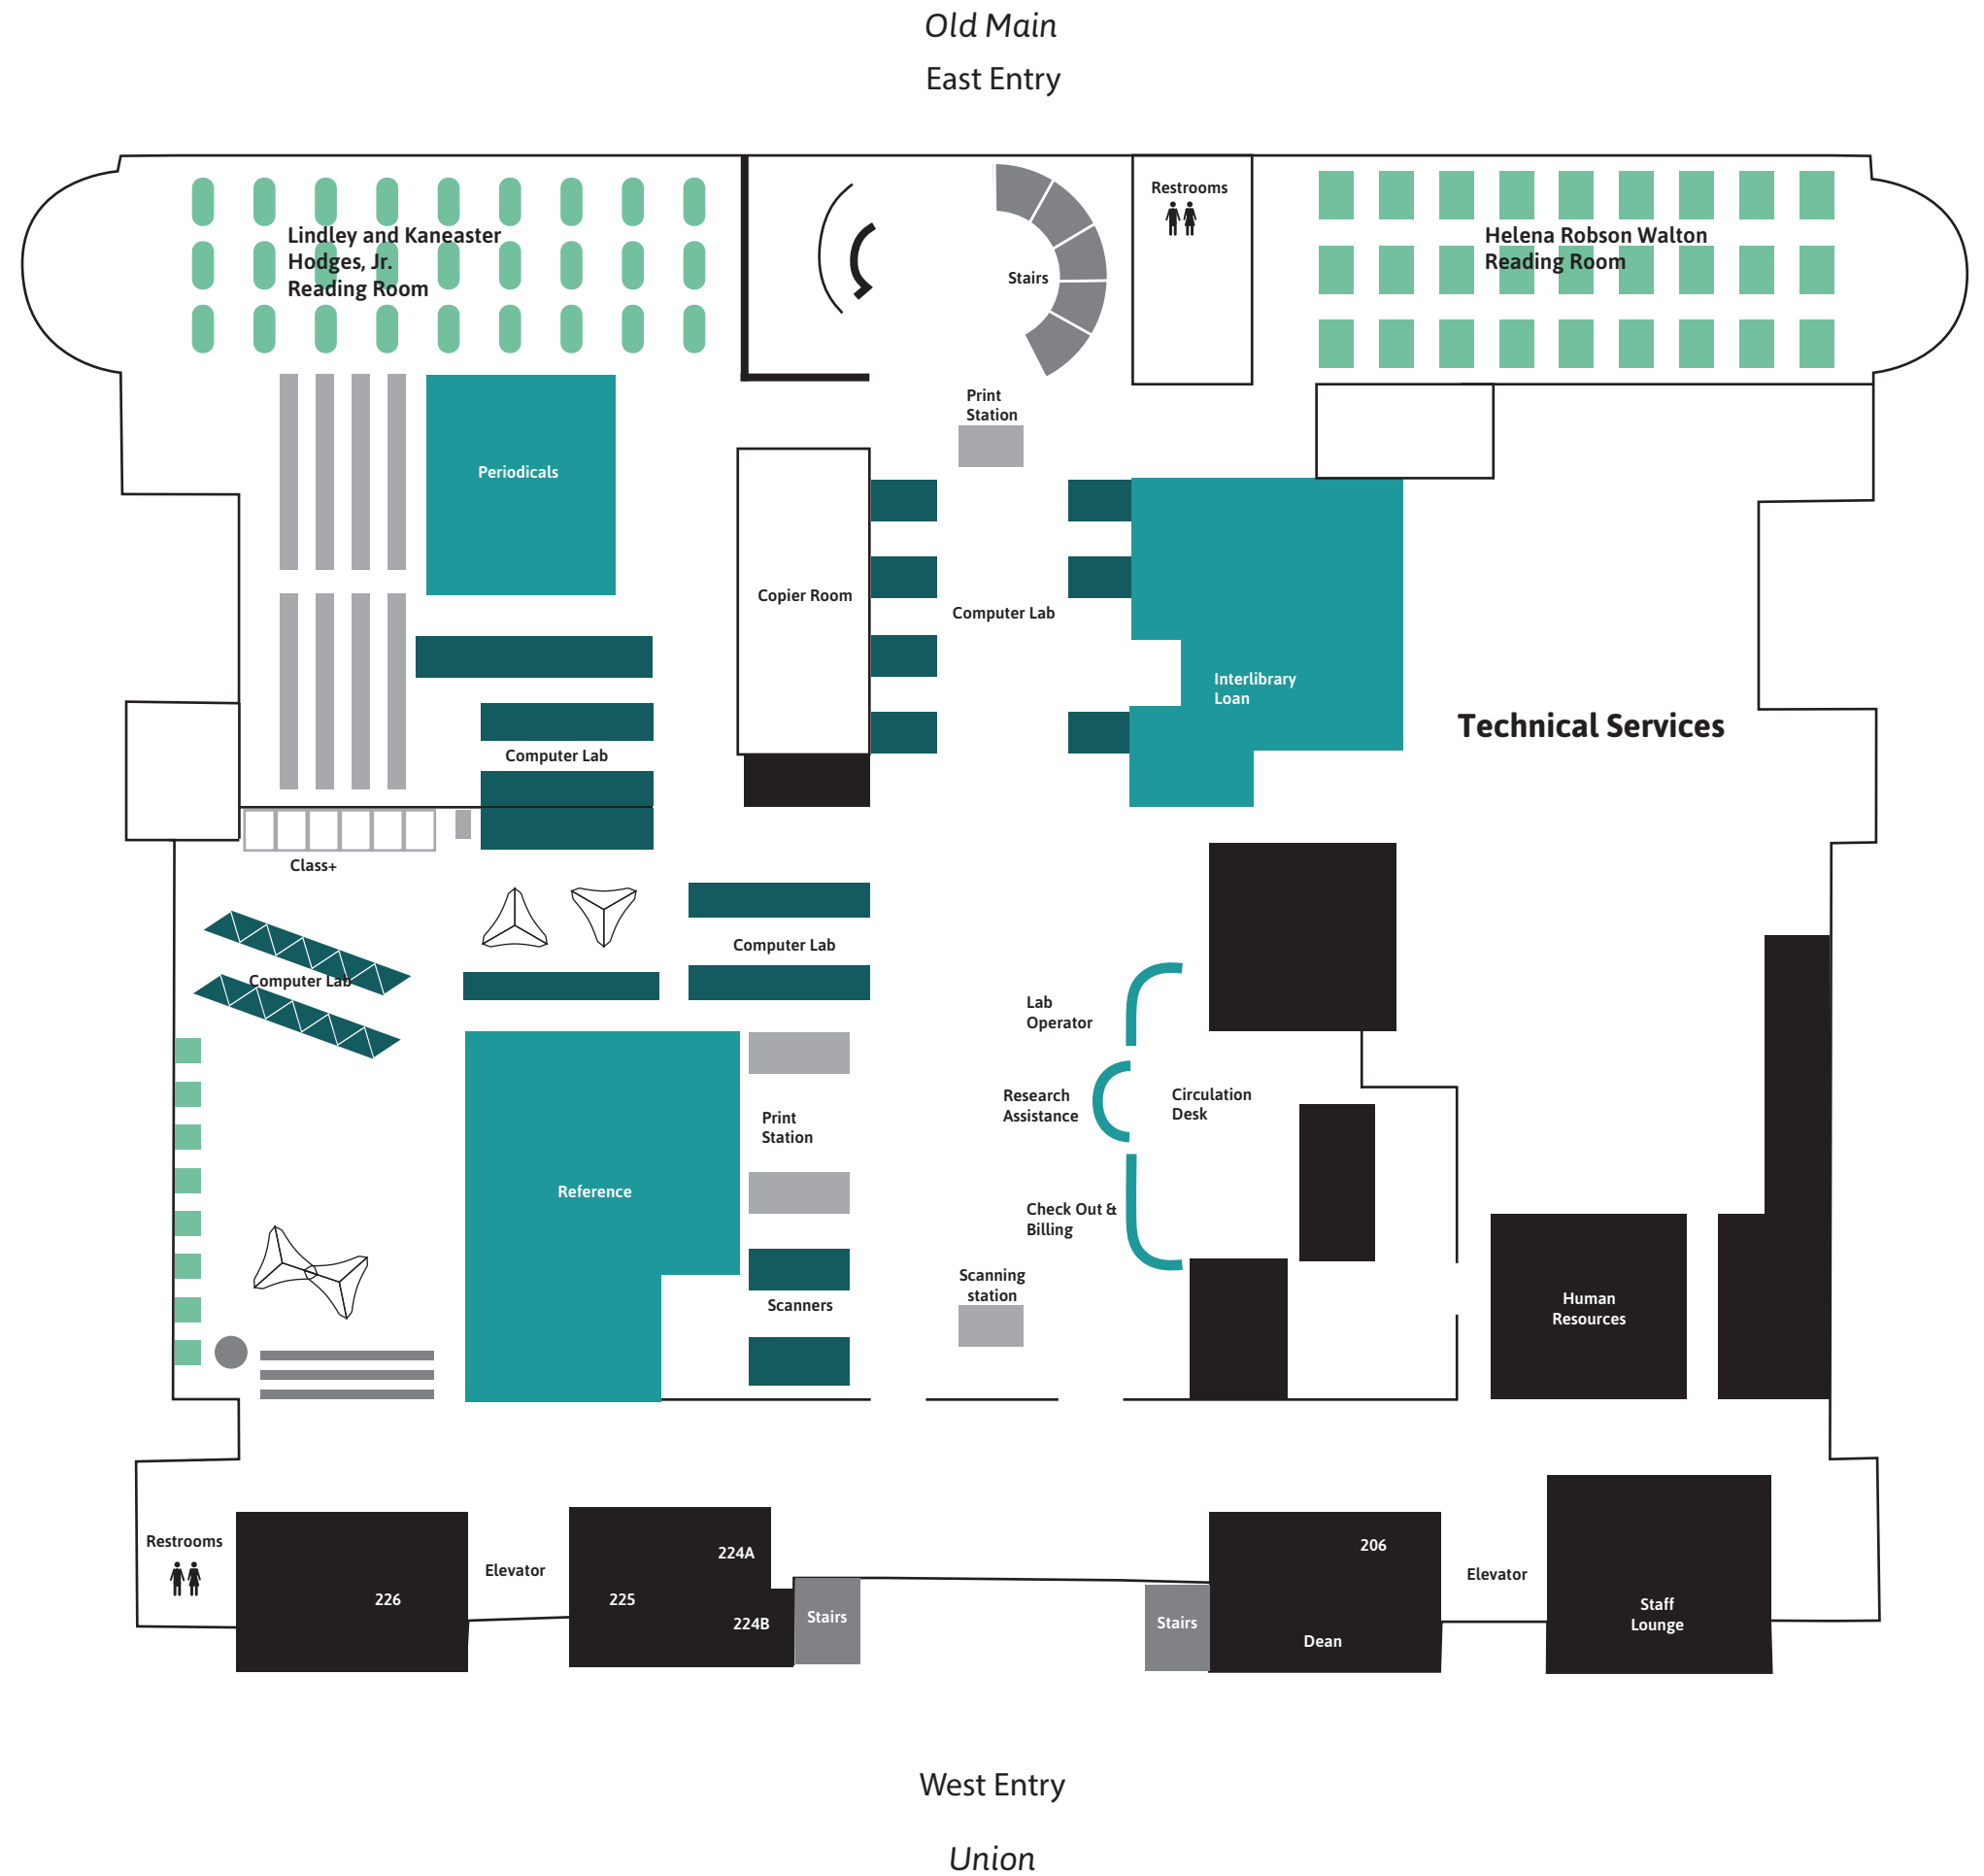 Old Main
East Entry
Restrooms
Lindley and Kaneaster
Hodges, Jr.
Reading Room
Helena Robson Walton
Reading Room
Stairs
Print
Station
Periodicals
Copier Room
Computer Lab
Interlibrary
Loan
Technical Services
Computer Lab
Class+
Computer Lab
Computer Lab
Lab
Operator
Research
Assistance
Circulation
Desk
Print
Station
Reference
Check Out &
Billing
Scanning
station
Scanners
Human
Resources
Restrooms
226
Elevator
225
224A
224B
Stairs
Stairs
206
Dean
Elevator
Staff
Lounge
West Entry
Union